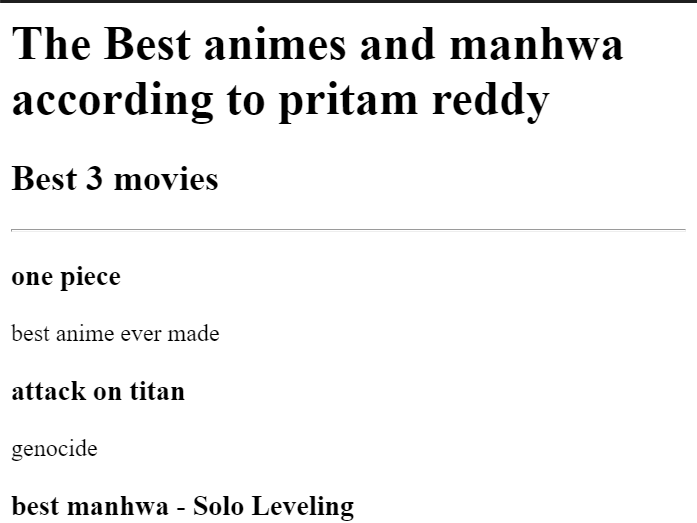 The Best animes and manhwa
according to pritam reddy
Best 3 movies
one piece
best anime ever made
attack on titan
genocide
best manhwa - Solo Leveling